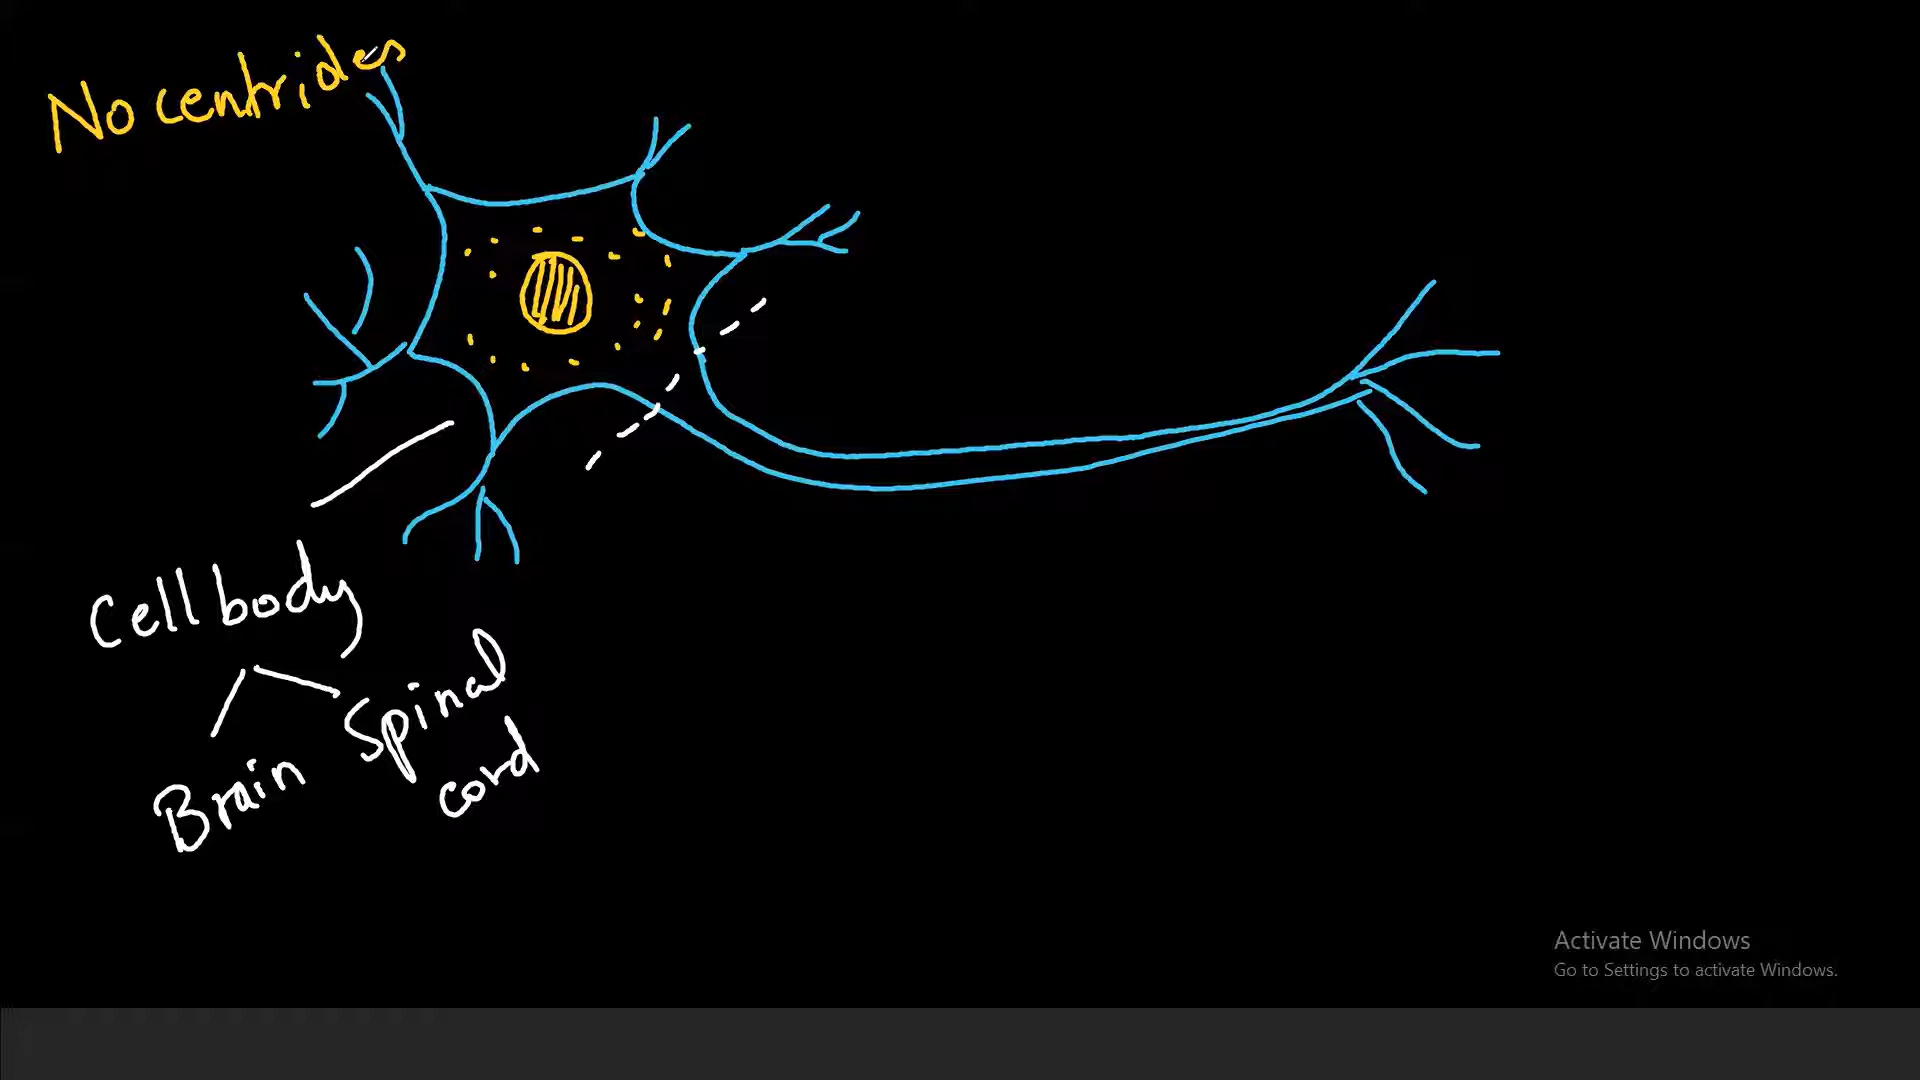 No centrioles
Cell body
Brain
Spinal
cord
Activate Windows
Go to Settings to activate Windows.